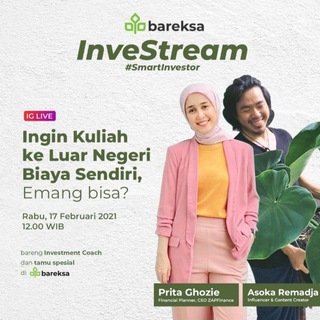 bareksa
InveStream
#SmartInvestor
IG LIVE
Ingin Kuliah
ke Luar Negeri
Biaya Sendiri,
Emang bisa?
Rabu, 17 Februari 2021
12.00 WIB
bareng Investment Coach
dan tamu spesial
di bareksa
Prita Ghozie
Financial Planner, CEO ZAPFinance
Asoka Remadja
Influencer & Content Creator